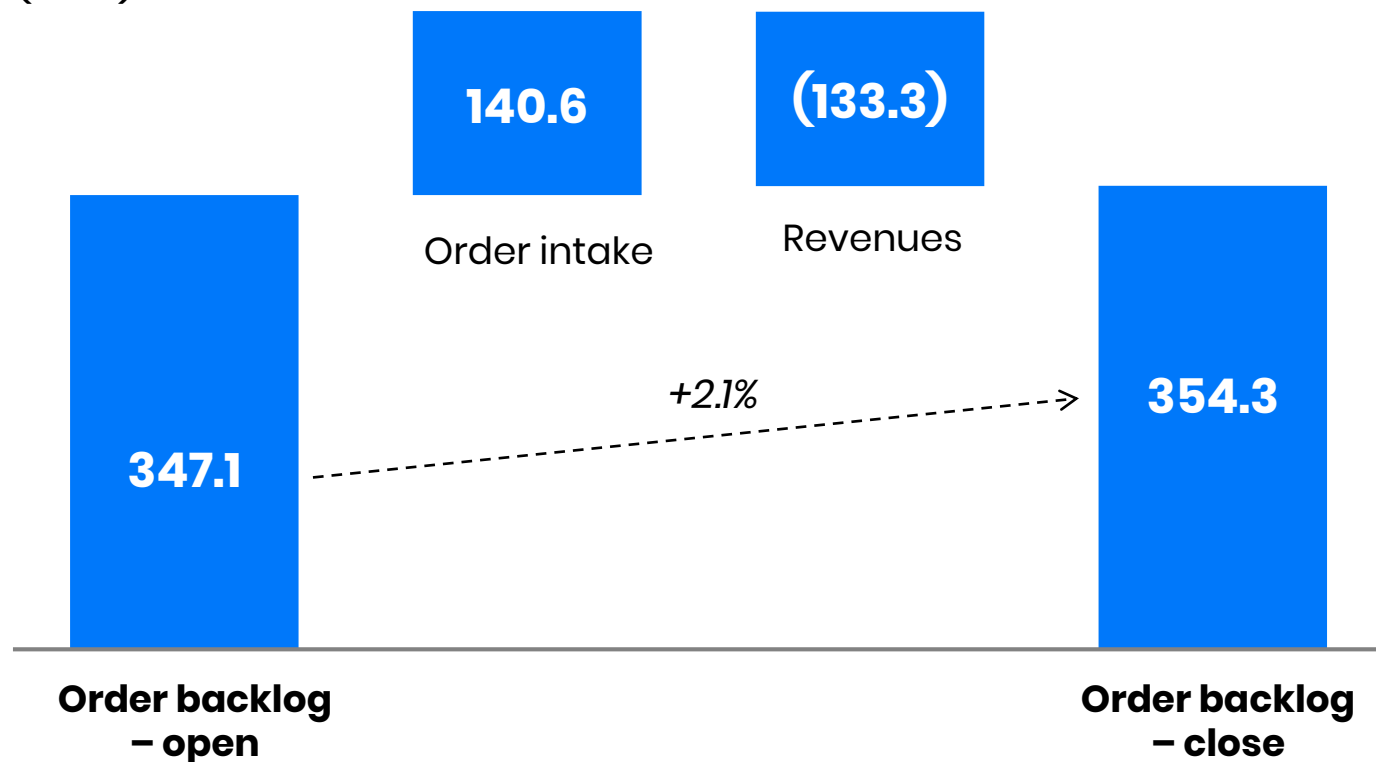 140.6
(133.3)
Order intake
Revenues
+2.1%
347.1
354.3
Order backlog
– open
Order backlog
– close